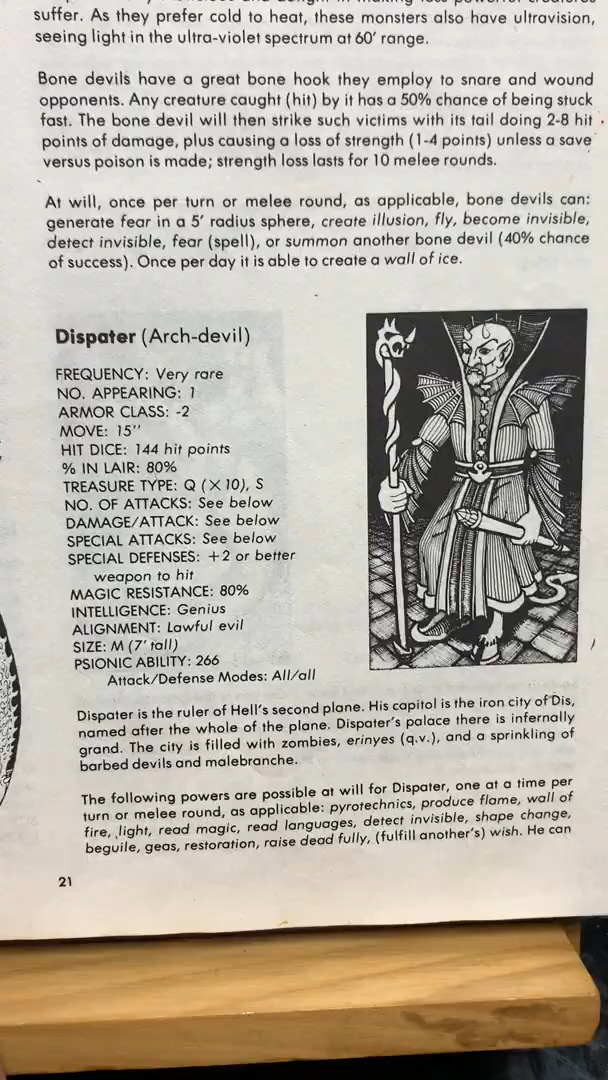 suffer. As they prefer cold to heat, these monsters also have ultravision,
seeing light in the ultra-violet spectrum at 60' range.
Bone devils have a great bone hook they employ to snare and wound
opponents. Any creature caught (hit) by it has a 50% chance of being stuck
fast. The bone devil will then strike such victims with its tail doing 2-8 hit
points of damage, plus causing a loss of strength (1-4 points) unless a save
versus poison is made; strength loss lasts for 10 melee rounds.
At will, once per turn or melee round, as applicable, bone devils can:
generate fear in a 5' radius sphere, create illusion, fly, become invisible,
detect invisible, fear (spell), or summon another bone devil (40% chance
of success). Once per day it is able to create a wall of ice.
Dispater (Arch-devil)
FREQUENCY: Very rare
NO. APPEARING: 1
ARMOR CLASS: -2
MOVE: 15"
HIT DICE: 144 hit points
% IN LAIR: 80%
TREASURE TYPE: Q (X 10), S
NO. OF ATTACKS: See below
DAMAGE/ATTACK: See below
SPECIAL ATTACKS: See below
SPECIAL DEFENSES: +2 or better
weapon to hit
MAGIC RESISTANCE: 80%
INTELLIGENCE: Genius
ALIGNMENT: Lawful evil
SIZE: M (7' tall)
PSIONIC ABILITY: 266
Attack/Defense Modes: All/all
Dispater is the ruler of Hell's second plane. His capitol is the iron city of Dis,
named after the whole of the plane. Dispater's palace there is infernally
grand. The city is filled with zombies, erinyes (q.v.), and a sprinkling of
barbed devils and malebranche.
The following powers are possible at will for Dispater, one at a time per
turn or melee round, as applicable: pyrotechnics, produce flame, wall of
fire, light, read magic, read languages, detect invisible, shape change,
beguile, geas, restoration, raise dead fully, (fulfill another's) wish. He can
21